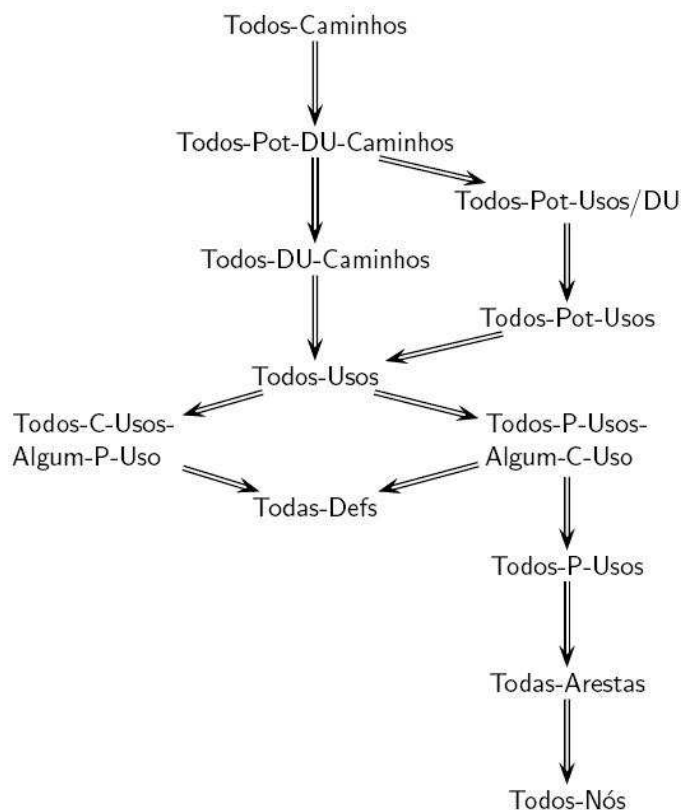 Todos-Caminhos
Todos-Pot-DU-Caminhos
Todos-Pot-Usos/DU
Todos-DU-Caminhos
Todos-Pot-Usos
Todos-Usos
Todos-C-Usos-
Algum-P-Uso
Todos-P-Usos-
Algum-C-Uso
Todas-Defs
Todos-P-Usos
Todas-Arestas
Todos-Nós